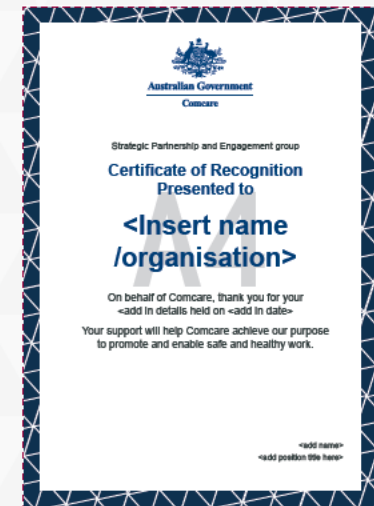 Australian Government
Comcare
Strategic Partnership and Engagement group
Certificate of Recognition
Presented to
A4
<Insert name
/organisation>
On behalf of Comcare, thank you for your
<add in details held on <add in date>
Your support will help Comcare achieve our purpose
to promote and enable safe and healthy work.
<add name>
<add position title here>